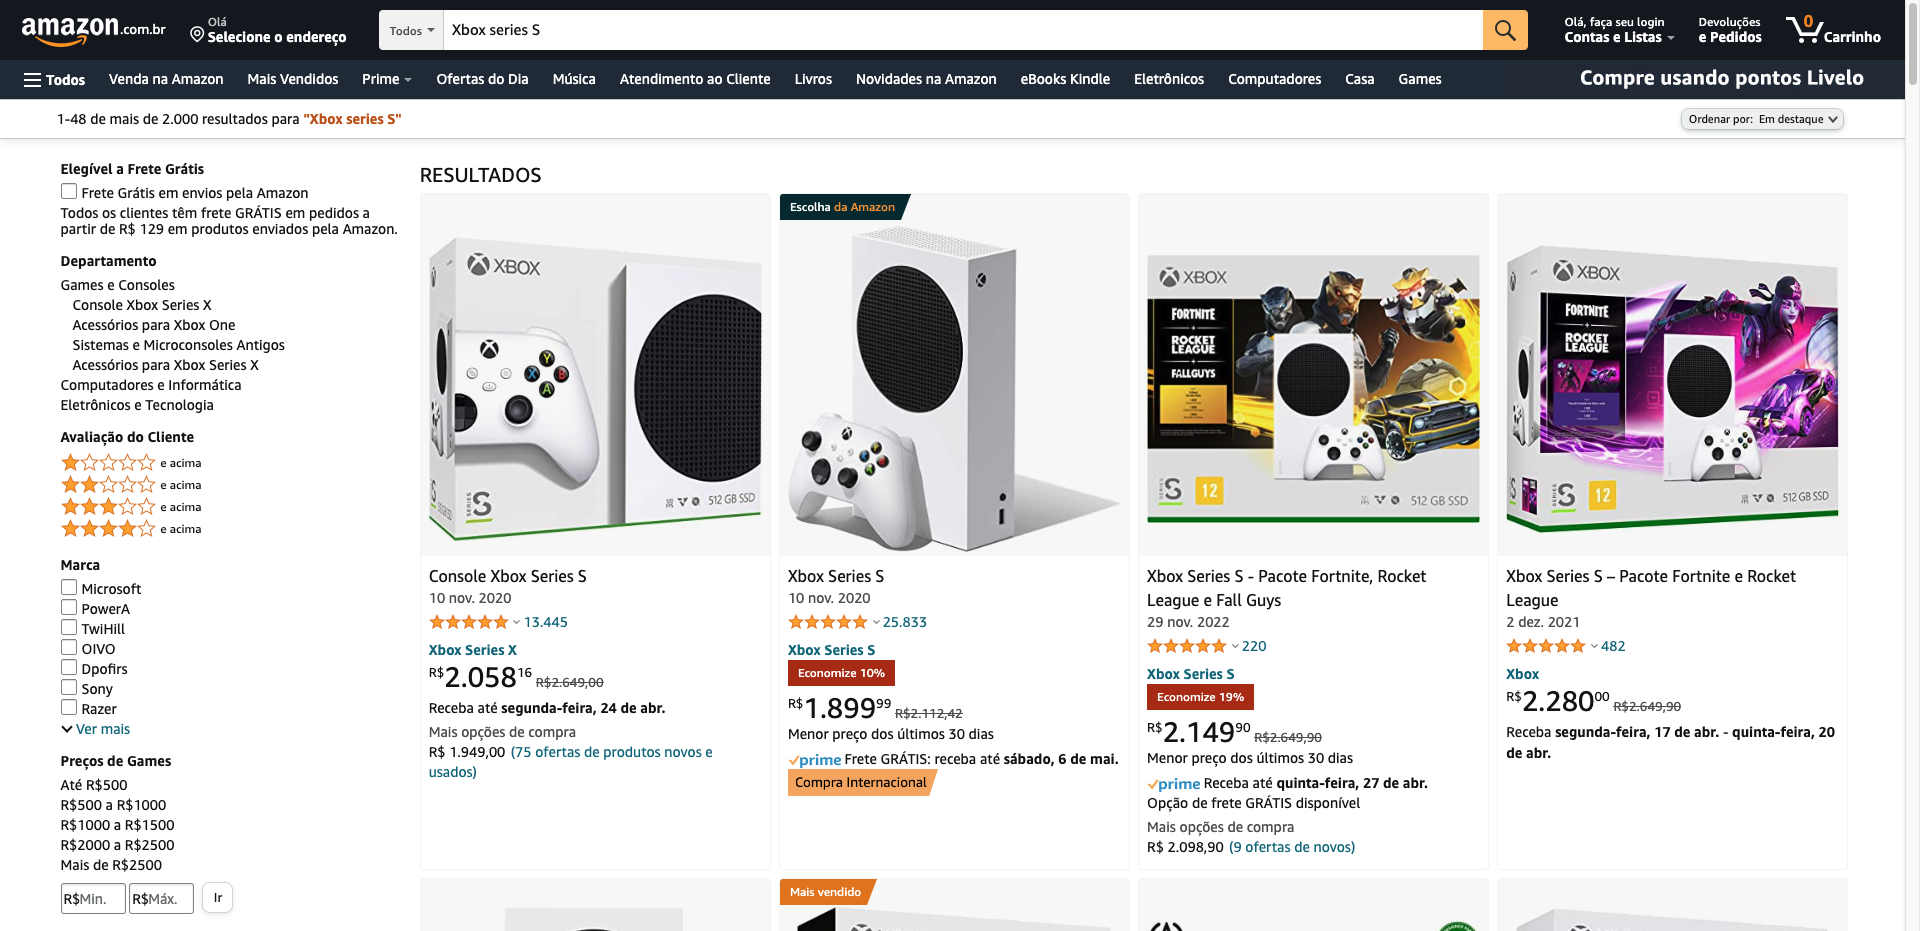 amazon.com.br
Olá
Selecione o endereço
Todos
Xbox series S
Olá, faça seu login
Contas e Listas
Devoluções
e Pedidos
0
Carrinho
Todos
Venda na Amazon
Mais Vendidos
Prime
Ofertas do Dia
Música
Atendimento ao Cliente
Livros
Novidades na Amazon
eBooks Kindle
Eletrônicos
Computadores
Casa
Games
Compre usando pontos Livelo
1-48 de mais de 2.000 resultados para "Xbox series S"
Ordenar por: Em destaque
Elegível a Frete Grátis
Frete Grátis em envios pela Amazon
Todos os clientes têm frete GRÁTIS em pedidos a
partir de R$ 129 em produtos enviados pela Amazon.
Departamento
Games e Consoles
Console Xbox Series X
Acessórios para Xbox One
Sistemas e Microconsoles Antigos
Acessórios para Xbox Series X
Computadores e Informática
Eletrônicos e Tecnologia
Avaliação do Cliente
e acima
e acima
e acima
e acima
Marca
Microsoft
PowerA
TwiHill
OIVO
Dpofirs
Sony
Razer
Ver mais
Preços de Games
Até R$500
R$500 a R$1000
R$1000 a R$1500
R$2000 a R$2500
Mais de R$2500
R$Min.
R$Máx.
Ir
RESULTADOS
XBOX
Y
X
B
A
SERIES
S
512 GB SSD
Console Xbox Series S
10 nov. 2020
13.445
Xbox Series X
R$2.05816 R$2.649,00
Receba até segunda-feira, 24 de abr.
Mais opções de compra
R$ 1.949,00 (75 ofertas de produtos novos e
usados)
Escolha da Amazon
Xbox Series S
10 nov. 2020
25.833
Xbox Series S
Economize 10%
R$1.89999 R$2.112,42
Menor preço dos últimos 30 dias
prime Frete GRÁTIS: receba até sábado, 6 de mai.
Compra Internacional
XBOX
FORTNITE
+
ROCKET
LEAGUE
+
FALLGUYS
SERIES
S
12
512 GB SSD
Xbox Series S - Pacote Fortnite, Rocket
League e Fall Guys
29 nov. 2022
220
Xbox Series S
Economize 19%
R$2.14990 R$2.649,90
Menor preço dos últimos 30 dias
prime Receba até quinta-feira, 27 de abr.
Opção de frete GRÁTIS disponível
Mais opções de compra
R$ 2.098,90 (9 ofertas de novos)
XBOX
FORTNITE
+
ROCKET
LEAGUE
SERIES
S
12
512 GB SSD
Xbox Series S – Pacote Fortnite e Rocket
League
2 dez. 2021
482
Xbox
R$2.28000 R$2.649,90
Receba segunda-feira, 17 de abr. - quinta-feira, 20
de abr.
Mais vendido